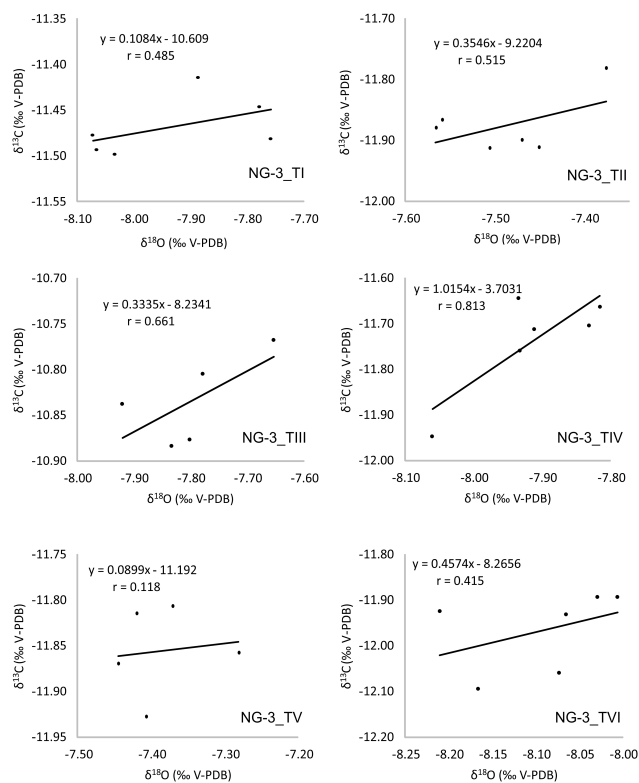 -11.35
y = 0.1084x - 10.609
r = 0.485
-11.40
-11.45
-11.50
-11.55
δ¹³C (‰ V-PDB)
NG-3_TI
-8.10 -8.00 -7.90 -7.80 -7.70
δ¹⁸O (‰ V-PDB)
-11.70
y = 0.3546x - 9.2204
r = 0.515
-11.80
-11.90
-12.00
δ¹³C (‰ V-PDB)
NG-3_TII
-7.60 -7.50 -7.40
δ¹⁸O (‰ V-PDB)
-10.70
y = 0.3335x - 8.2341
r = 0.661
-10.75
-10.80
-10.85
-10.90
δ¹³C (‰ V-PDB)
NG-3_TIII
-8.00 -7.90 -7.80 -7.70 -7.60
δ¹⁸O (‰ V-PDB)
-11.60
y = 1.0154x - 3.7031
r = 0.813
-11.70
-11.80
-11.90
-12.00
δ¹³C (‰ V-PDB)
NG-3_TIV
-8.10 -8.00 -7.90 -7.80
δ¹⁸O (‰ V-PDB)
-11.75
y = 0.0899x - 11.192
r = 0.118
-11.80
-11.85
-11.90
-11.95
δ¹³C (‰ V-PDB)
NG-3_TV
-7.50 -7.40 -7.30 -7.20
δ¹⁸O (‰ V-PDB)
-11.80
y = 0.4574x - 8.2656
r = 0.415
-11.90
-12.00
-12.10
-12.20
δ¹³C (‰ V-PDB)
NG-3_TVI
-8.25 -8.20 -8.15 -8.10 -8.05 -8.00
δ¹⁸O (‰ V-PDB)